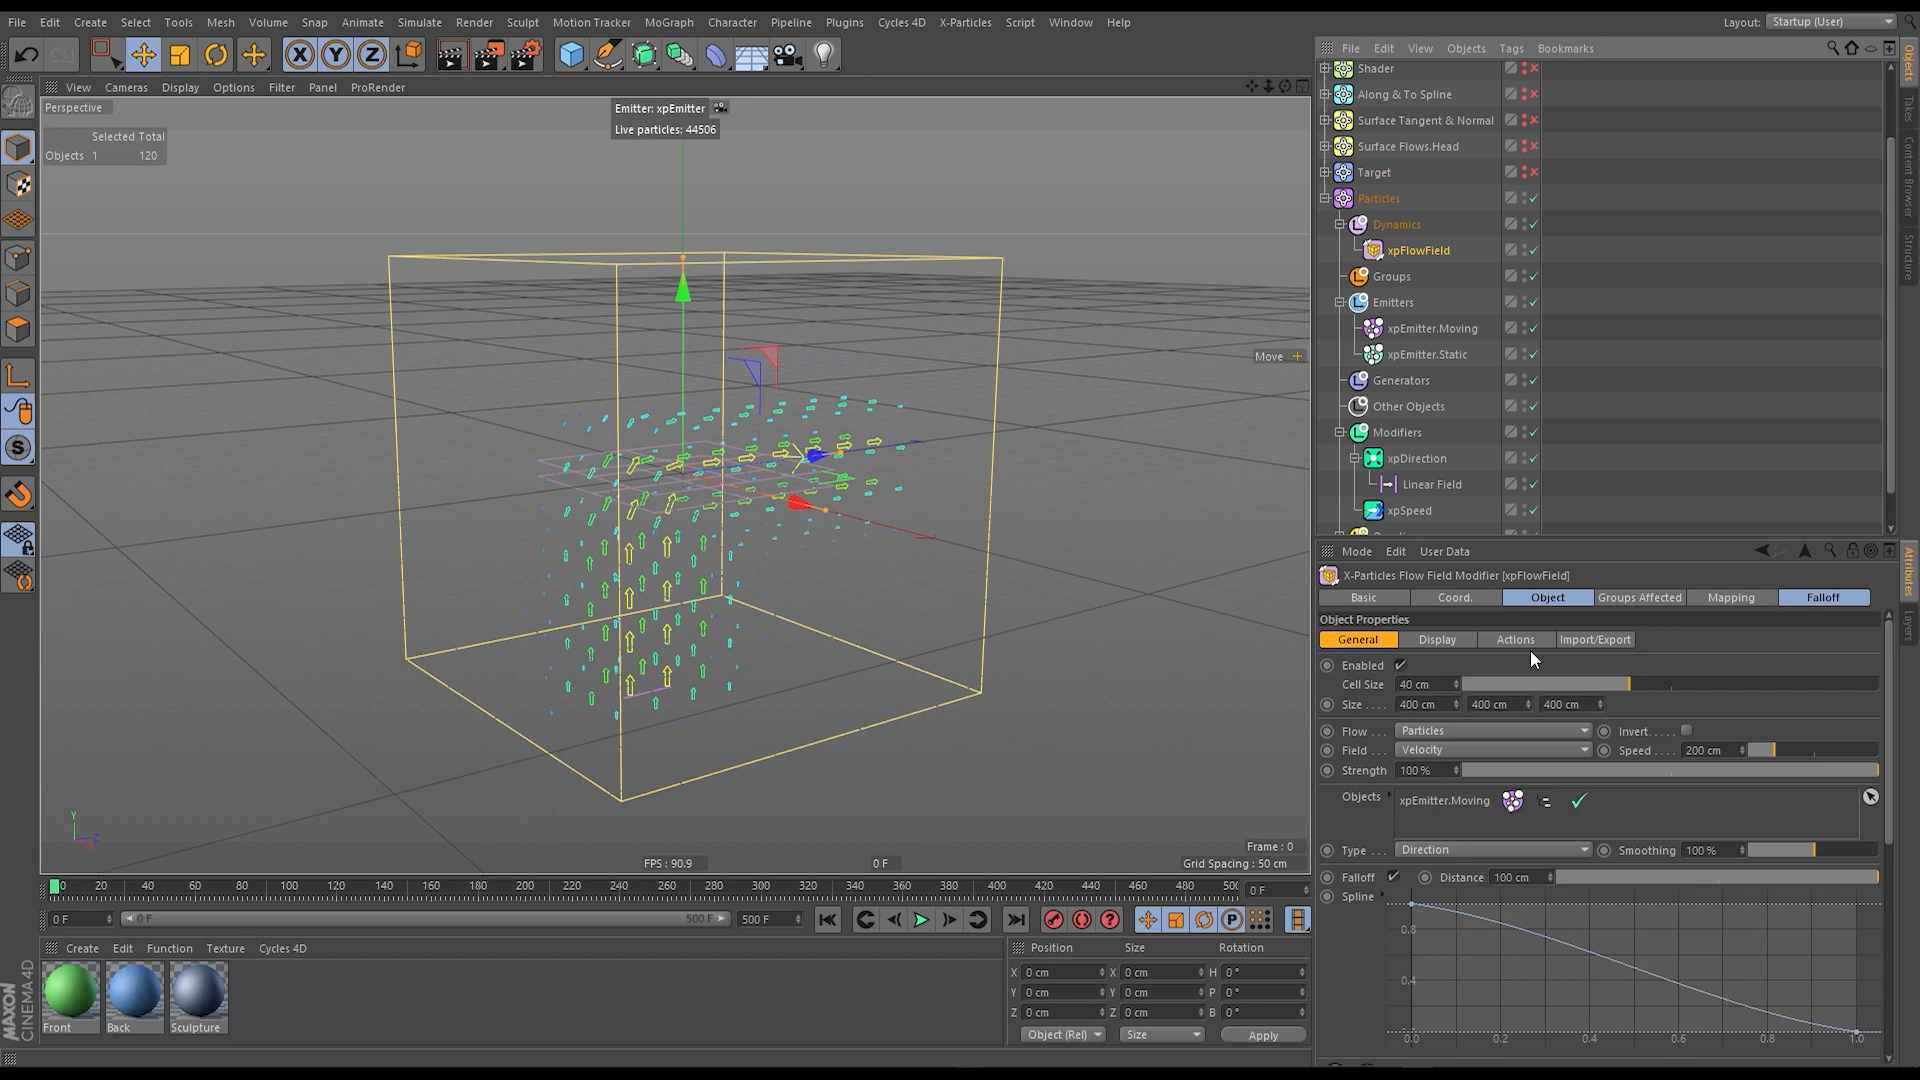 File Edit Create Select Tools Mesh Volume Snap Animate Simulate Render Sculpt Motion Tracker MoGraph Character Pipeline Plugins Cycles 4D X-Particles Script Window Help Layout: Startup (User)
X Y Z
View Cameras Display Options Filter Panel ProRender
Perspective
Emitter: xpEmitter
Live particles: 44506
Selected Total
Objects 1 120
Move
Y
Z
Frame : 0
FPS : 90.9 0 F Grid Spacing : 50 cm
0 20 40 60 80 100 120 140 160 180 200 220 240 260 280 300 320 340 360 380 400 420 440 460 480 500 0 F
0 F 0 F 500 F 500 F
Create Edit Function Texture Cycles 4D
Front Back Sculpture
MAXON CINEMA 4D
Position Size Rotation
X 0 cm X 0 cm H 0 °
Y 0 cm Y 0 cm P 0 °
Z 0 cm Z 0 cm B 0 °
Object (Rel) Size Apply
File Edit View Objects Tags Bookmarks
Shader
Along & To Spline
Surface Tangent & Normal
Surface Flows.Head
Target
Particles
Dynamics
xpFlowField
Groups
Emitters
xpEmitter.Moving
xpEmitter.Static
Generators
Other Objects
Modifiers
xpDirection
Linear Field
xpSpeed
Objects
Takes
Content Browser
Structure
Mode Edit User Data
X-Particles Flow Field Modifier [xpFlowField]
Basic Coord. Object Groups Affected Mapping Falloff
Object Properties
General Display Actions Import/Export
Enabled
Cell Size 40 cm
Size . . . . 400 cm 400 cm 400 cm
Flow . . . Particles Invert. . . . .
Field . . . Velocity Speed . . . . 200 cm
Strength 100 %
Objects xpEmitter.Moving
Type . . . Direction Smoothing 100 %
Falloff Distance 100 cm
Spline
0.8
0.4
0.0 0.2 0.4 0.6 0.8 1.0
Attributes
Layers